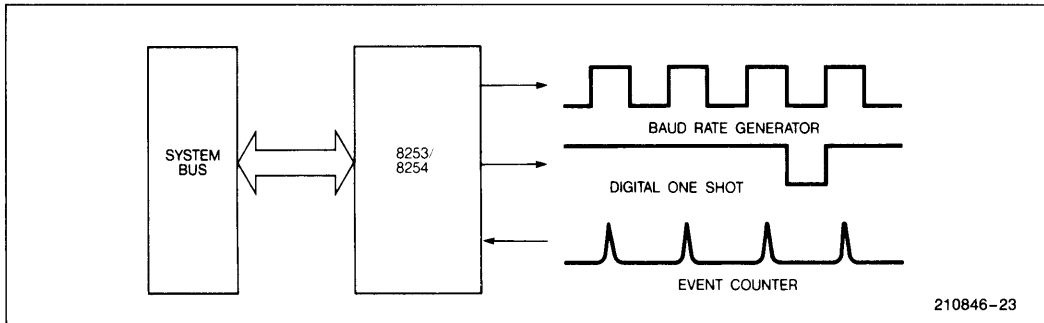 SYSTEM
BUS
8253/
8254
BAUD RATE GENERATOR
DIGITAL ONE SHOT
EVENT COUNTER
210846-23